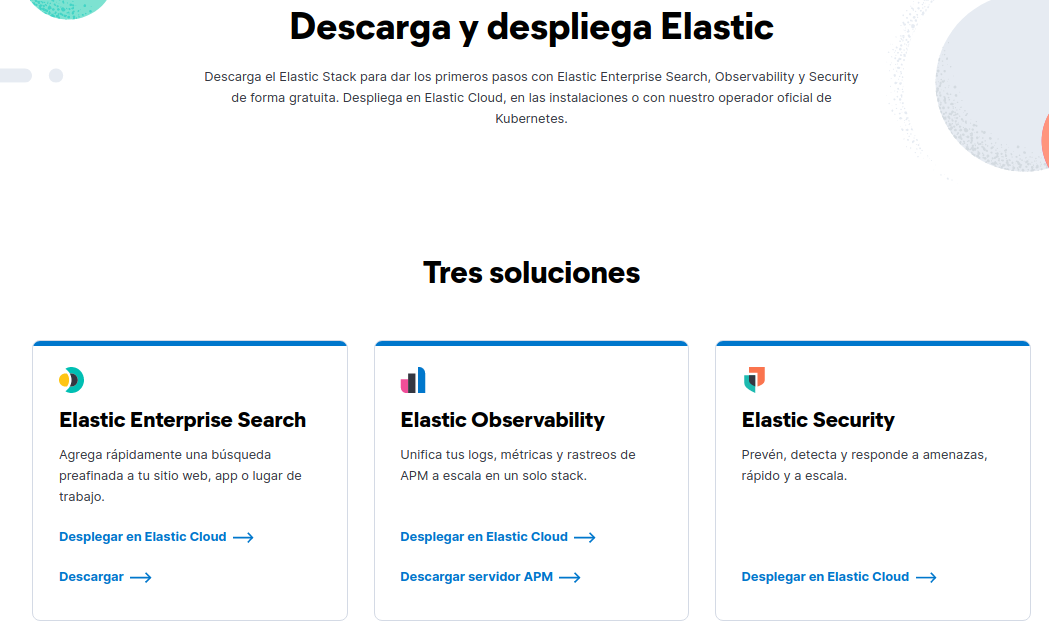 Descarga y despliega Elastic
Descarga el Elastic Stack para dar los primeros pasos con Elastic Enterprise Search, Observability y Security
de forma gratuita. Despliega en Elastic Cloud, en las instalaciones o con nuestro operador oficial de
Kubernetes.
Tres soluciones
Elastic Enterprise Search
Agrega rápidamente una búsqueda
preafinada a tu sitio web, app o lugar de
trabajo.
Desplegar en Elastic Cloud
Descargar
Elastic Observability
Unifica tus logs, métricas y rastreos de
APM a escala en un solo stack.
Desplegar en Elastic Cloud
Descargar servidor APM
Elastic Security
Prevén, detecta y responde a amenazas,
rápido y a escala.
Desplegar en Elastic Cloud